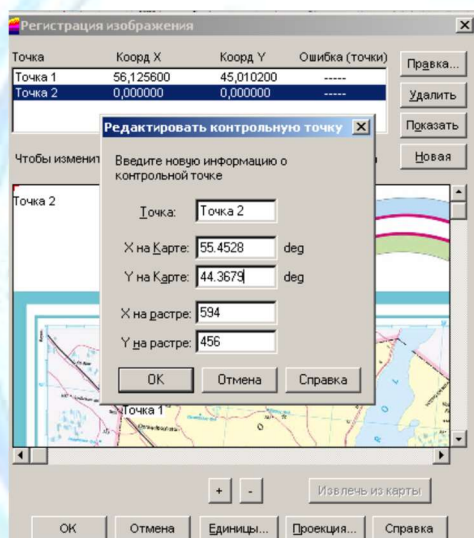 Регистрация изображения
Точка Коорд X Коорд Y Ошибка (точки)
Точка 1 56,125600 45,010200 -----
Точка 2 0,000000 0,000000 -----
Правка...
Удалить
Показать
Новая
Чтобы изменит
Редактировать контрольную точку
Введите новую информацию о
контрольной точке
Точка: Точка 2
X на Карте: 55.4528 deg
Y на Карте: 44.3679 deg
X на растре: 594
Y на растре: 456
OK Отмена Справка
Точка 2
Точка 1
+ - Извлечь из карты
OK Отмена Единицы... Проекция... Справка